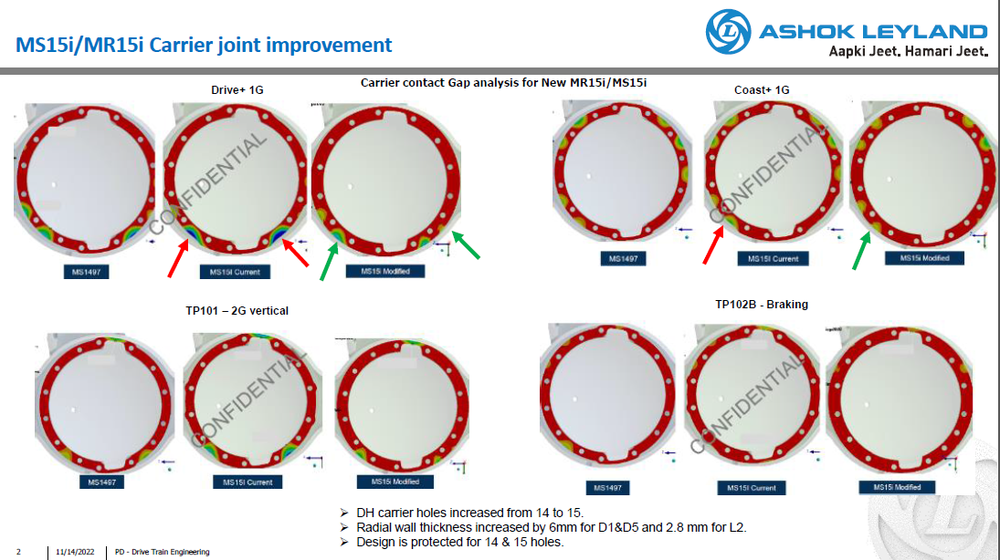 MS15i/MR15i Carrier joint improvement
ASHOK LEYLAND
Aapki Jeet. Hamari Jeet.
Carrier contact Gap analysis for New MR15i/MS15i
Drive+ 1G
Coast+ 1G
CONFIDENTIAL
CONFIDENTIAL
MS1497
MS15I Current
MS15i Modified
MS1497
MS15I Current
MS15i Modified
TP101 – 2G vertical
TP102B - Braking
CONFIDENTIAL
CONFIDENTIAL
MS1497
MS15I Current
MS15i Modified
MS1497
MS15I Current
MS15i Modified
➢ DH carrier holes increased from 14 to 15.
➢ Radial wall thickness increased by 6mm for D1&D5 and 2.8 mm for L2.
➢ Design is protected for 14 & 15 holes.
2 11/14/2022 PD - Drive Train Engineering